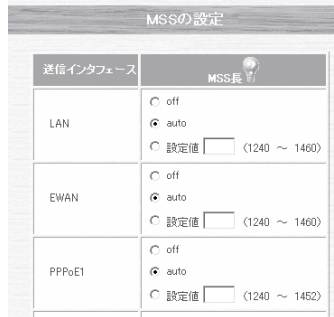 MSSの設定
送信インタフェース
MSS長
LAN
off
auto
設定値 (1240 ～ 1460)
EWAN
off
auto
設定値 (1240 ～ 1460)
PPPoE1
off
auto
設定値 (1240 ～ 1452)